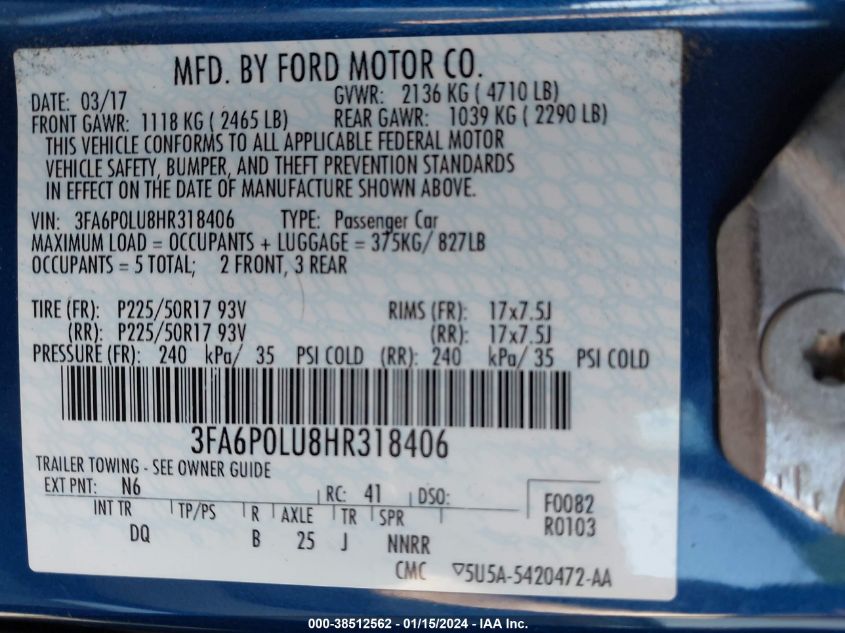 MFD. BY FORD MOTOR CO.
DATE: 03/17 GVWR: 2136 KG ( 4710 LB)
FRONT GAWR: 1118 KG ( 2465 LB) REAR GAWR: 1039 KG ( 2290 LB)
THIS VEHICLE CONFORMS TO ALL APPLICABLE FEDERAL MOTOR
VEHICLE SAFETY, BUMPER, AND THEFT PREVENTION STANDARDS
IN EFFECT ON THE DATE OF MANUFACTURE SHOWN ABOVE.
VIN: 3FA6P0LU8HR318406 TYPE: Passenger Car
MAXIMUM LOAD = OCCUPANTS + LUGGAGE = 375KG/ 827LB
OCCUPANTS = 5 TOTAL; 2 FRONT, 3 REAR
TIRE (FR): P225/50R17 93V RIMS (FR): 17x7.5J
(RR): P225/50R17 93V (RR): 17x7.5J
PRESSURE (FR): 240 kPa/ 35 PSI COLD (RR): 240 kPa/ 35 PSI COLD
3FA6P0LU8HR318406
TRAILER TOWING - SEE OWNER GUIDE
EXT PNT: N6 RC: 41 DSO:
INT TR TP/PS R AXLE TR SPR
DQ B 25 J NNRR
F0082
R0103
CMC ▽5U5A-5420472-AA
000-38512562 - 01/15/2024 - IAA Inc.